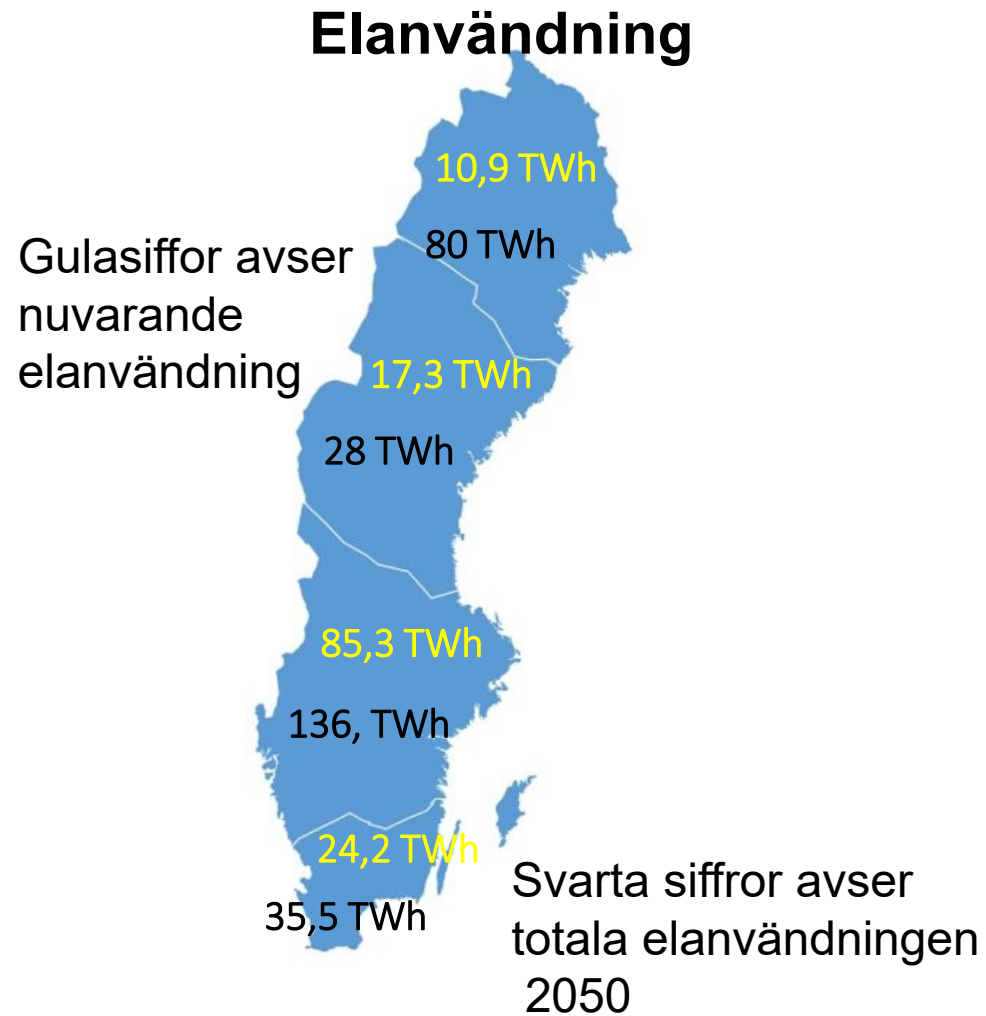 Elanvändning
10,9 TWh
80 TWh
Gulasiffor avser
nuvarande
elanvändning
17,3 TWh
28 TWh
85,3 TWh
136, TWh
24,2 TWh
35,5 TWh
Svarta siffror avser
totala elanvändningen
2050